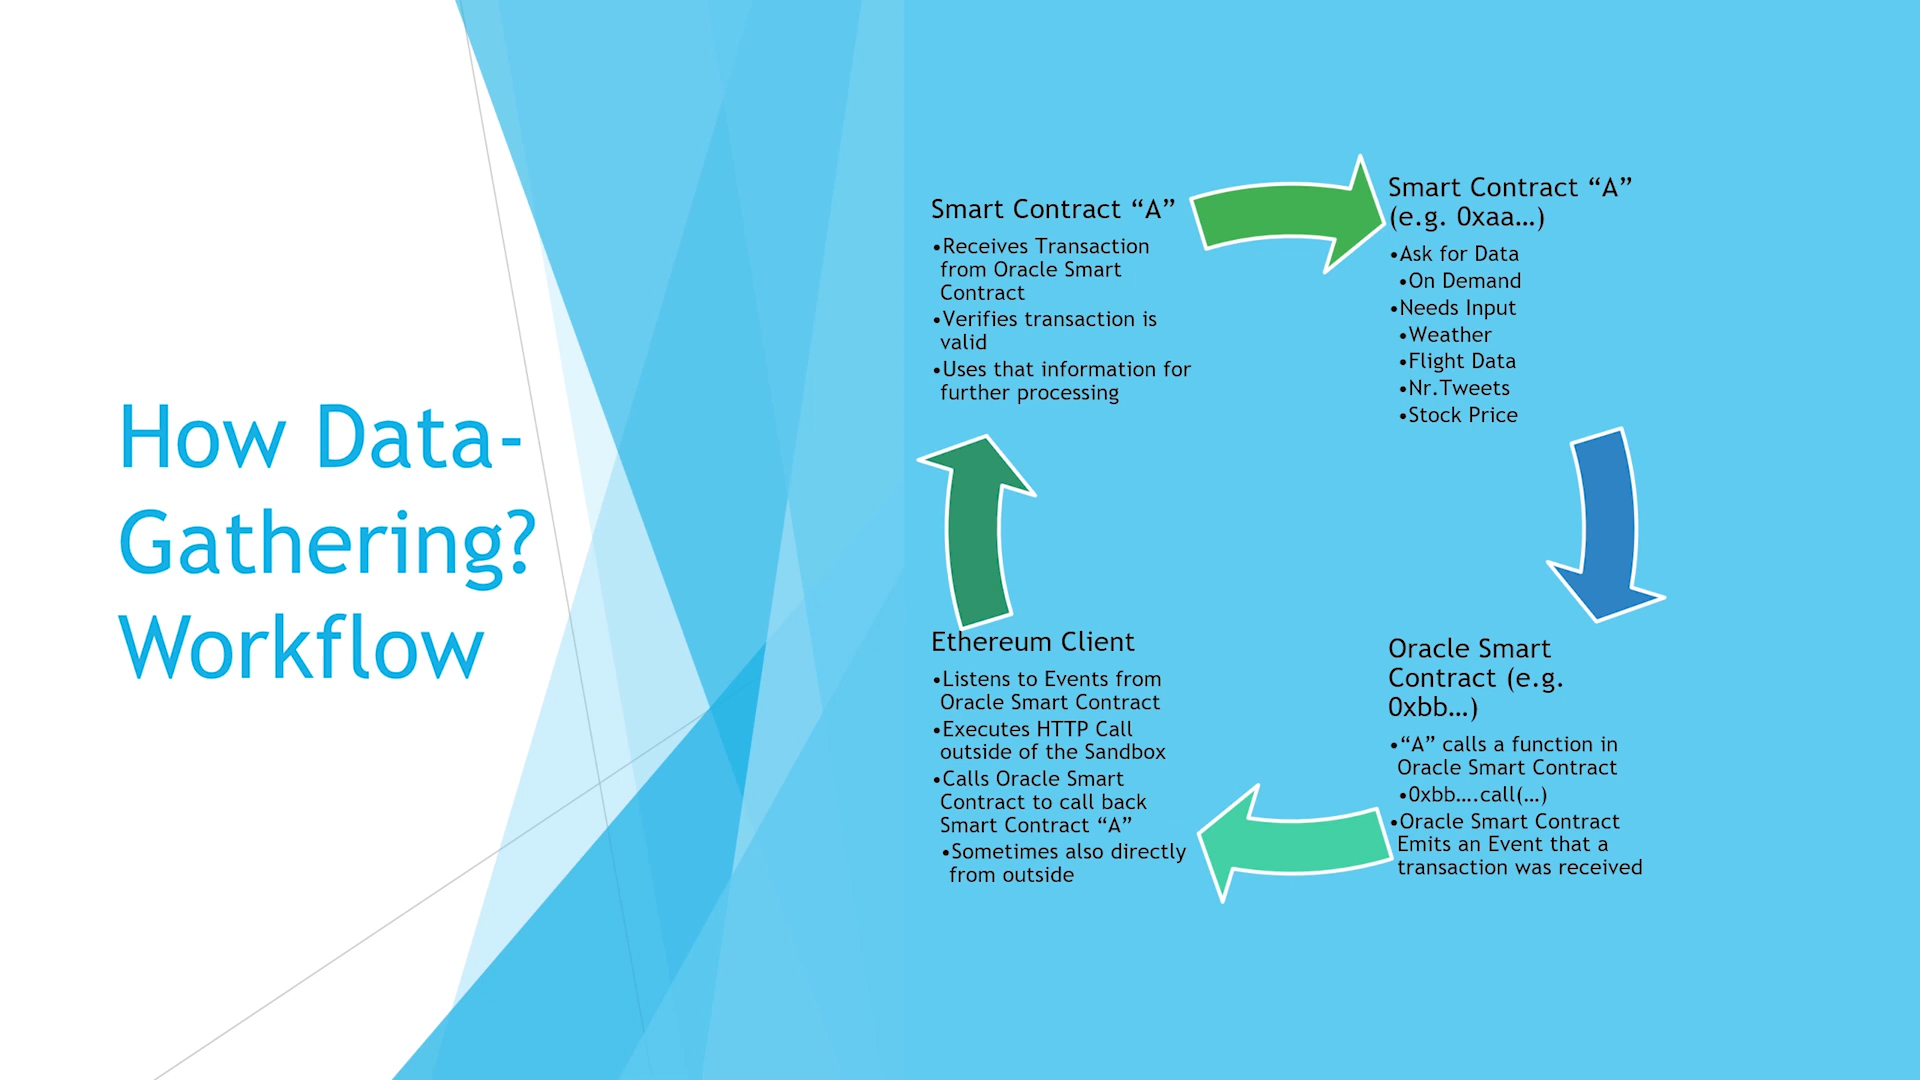 How Data-
Gathering?
Workflow
Smart Contract “A”
•Receives Transaction
from Oracle Smart
Contract
•Verifies transaction is
valid
•Uses that information for
further processing
Smart Contract “A”
(e.g. 0xaa…)
•Ask for Data
•On Demand
•Needs Input
•Weather
•Flight Data
•Nr.Tweets
•Stock Price
Oracle Smart
Contract (e.g.
0xbb…)
•“A” calls a function in
Oracle Smart Contract
•0xbb….call(…)
•Oracle Smart Contract
Emits an Event that a
transaction was received
Ethereum Client
•Listens to Events from
Oracle Smart Contract
•Executes HTTP Call
outside of the Sandbox
•Calls Oracle Smart
Contract to call back
Smart Contract “A”
•Sometimes also directly
from outside